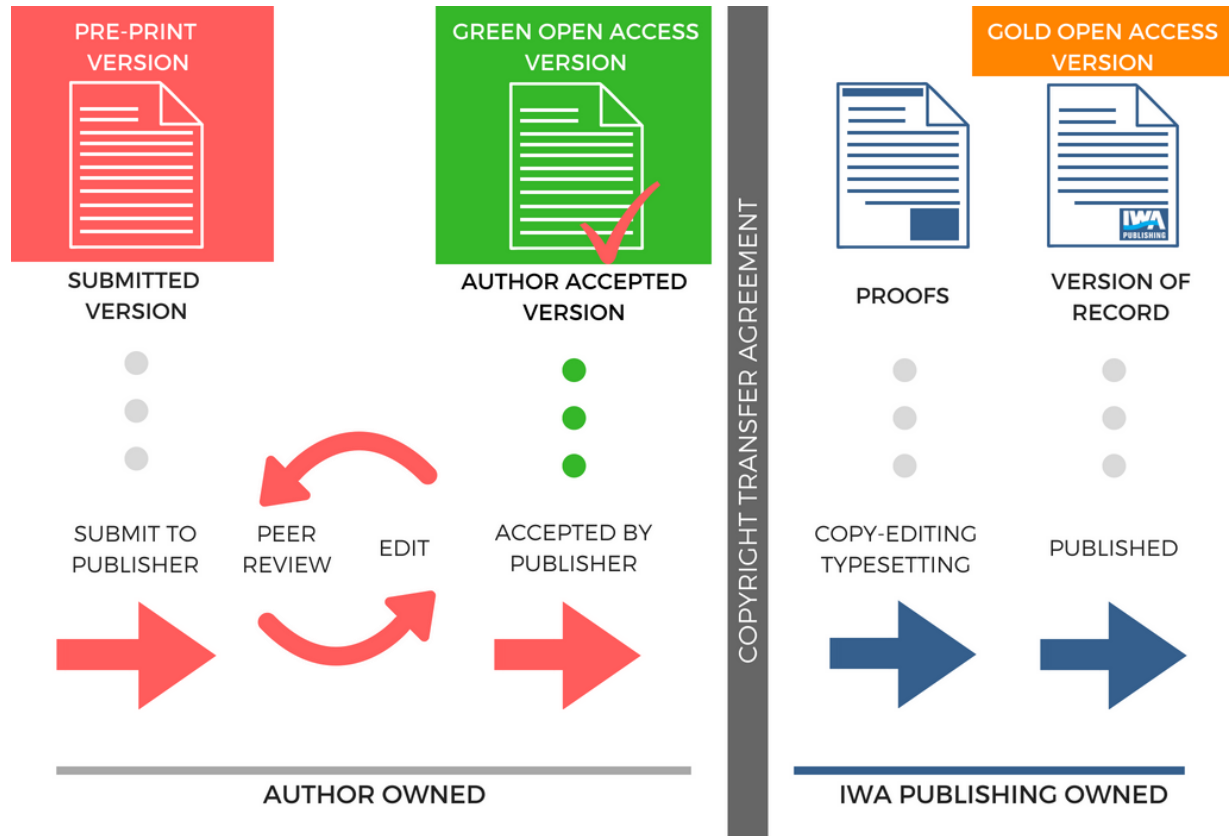 PRE-PRINT
VERSION
SUBMITTED
VERSION
SUBMIT TO
PUBLISHER
PEER
REVIEW
EDIT
GREEN OPEN ACCESS
VERSION
AUTHOR ACCEPTED
VERSION
ACCEPTED BY
PUBLISHER
AUTHOR OWNED
COPYRIGHT TRANSFER AGREEMENT
PROOFS
COPY-EDITING
TYPESETTING
GOLD OPEN ACCESS
VERSION
IWA
PUBLISHING
VERSION OF
RECORD
PUBLISHED
IWA PUBLISHING OWNED